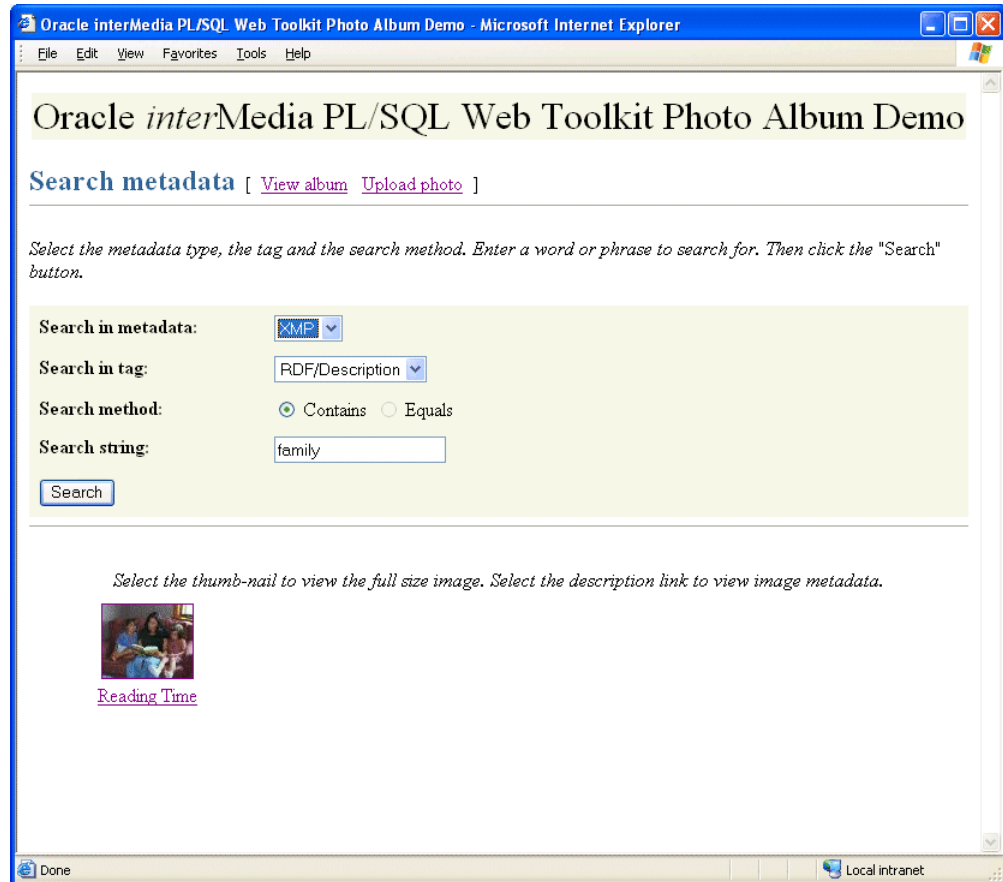 Oracle interMedia PL/SQL Web Toolkit Photo Album Demo - Microsoft Internet Explorer
File Edit View Favorites Tools Help
Oracle interMedia PL/SQL Web Toolkit Photo Album Demo
Search metadata [ View album Upload photo ]
Select the metadata type, the tag and the search method. Enter a word or phrase to search for. Then click the "Search"
button.
Search in metadata: XMP
Search in tag: RDF/Description
Search method: Contains Equals
Search string: family
Search
Select the thumb-nail to view the full size image. Select the description link to view image metadata.
Reading Time
Done Local intranet